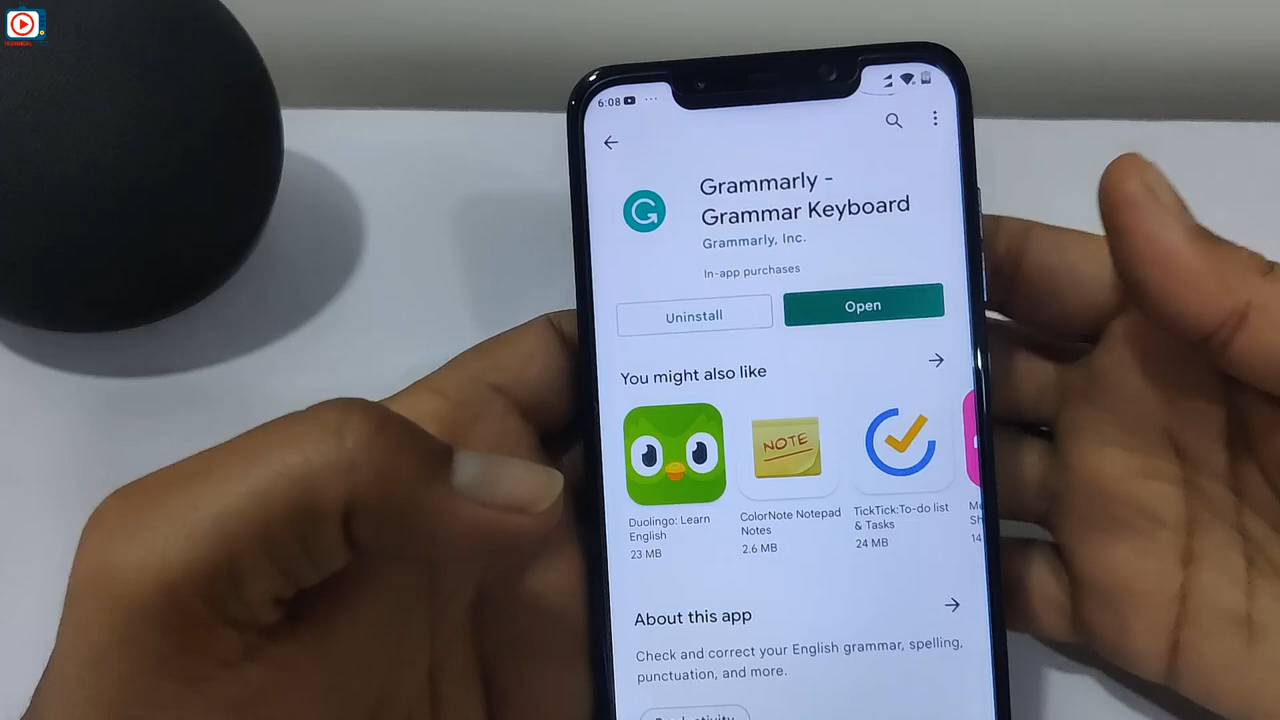 6:08
Grammarly -
Grammar Keyboard
Grammarly, Inc.
In-app purchases
Uninstall
Open
You might also like
NOTE
Duolingo: Learn
English
23 MB
ColorNote Notepad
Notes
2.6 MB
TickTick:To-do list
& Tasks
24 MB
About this app
Check and correct your English grammar, spelling,
punctuation, and more.
Productivity